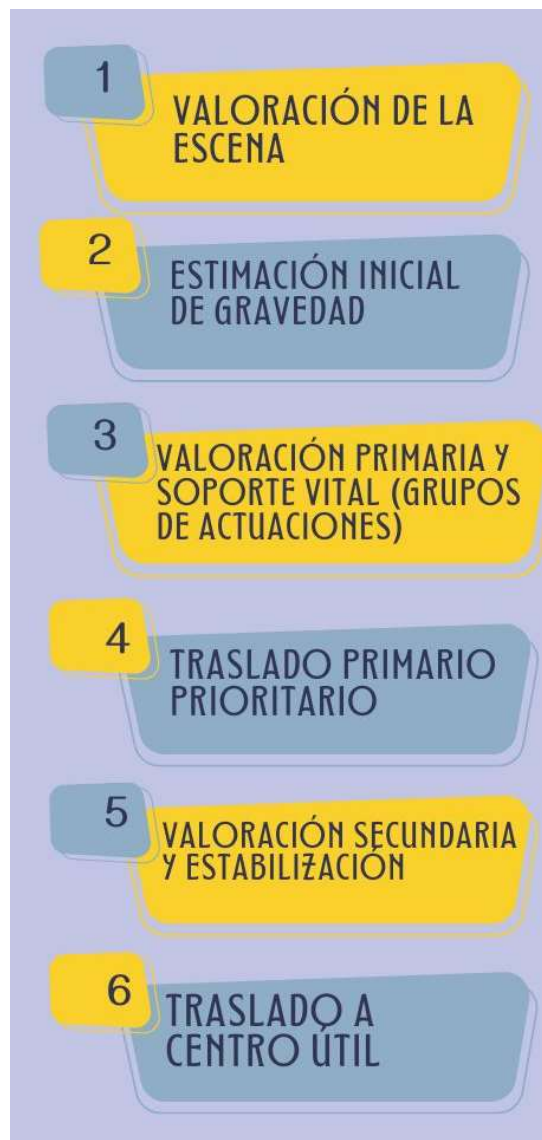 1
VALORACIÓN DE LA
ESCENA
2
ESTIMACIÓN INICIAL
DE GRAVEDAD
3
VALORACIÓN PRIMARIA Y
SOPORTE VITAL (GRUPOS
DE ACTUACIONES)
4
TRASLADO PRIMARIO
PRIORITARIO
5
VALORACIÓN SECUNDARIA
Y ESTABILIZACIÓN
6
TRASLADO A
CENTRO ÚTIL